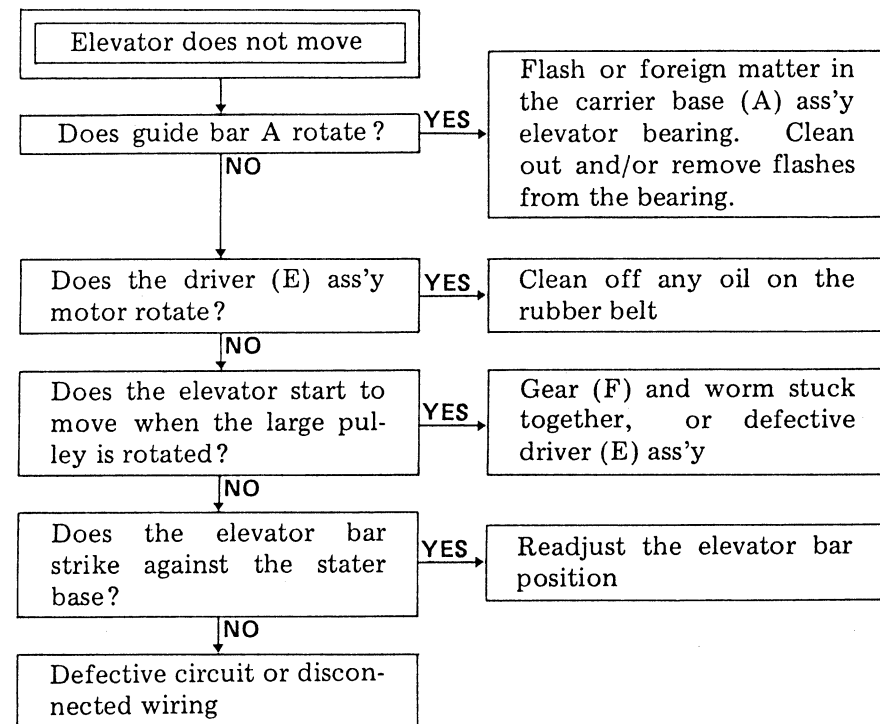 Elevator does not move
Does guide bar A rotate?
YES
Flash or foreign matter in
the carrier base (A) ass'y
elevator bearing. Clean
out and/or remove flashes
from the bearing.
NO
Does the driver (E) ass'y
motor rotate?
YES
Clean off any oil on the
rubber belt
NO
Does the elevator start to
move when the large pul-
ley is rotated?
YES
Gear (F) and worm stuck
together, or defective
driver (E) ass'y
NO
Does the elevator bar
strike against the stater
base?
YES
Readjust the elevator bar
position
NO
Defective circuit or discon-
nected wiring